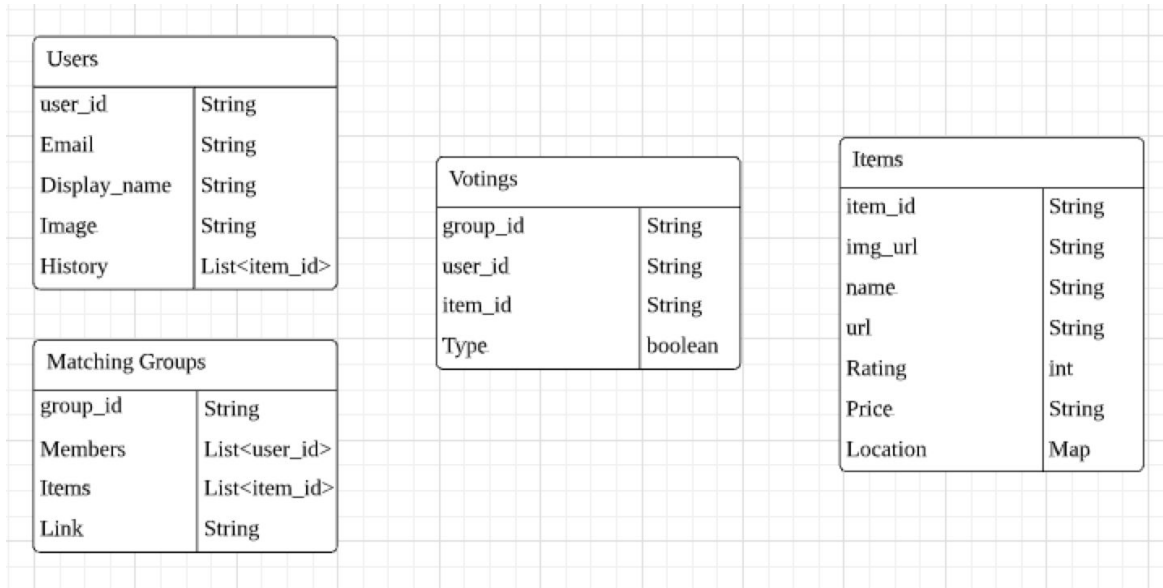 Users
user_id String
Email String
Display_name String
Image String
History List<item_id>
Matching Groups
group_id String
Members List<user_id>
Items List<item_id>
Link String
Votings
group_id String
user_id String
item_id String
Type boolean
Items
item_id String
img_url String
name String
url String
Rating int
Price String
Location Map